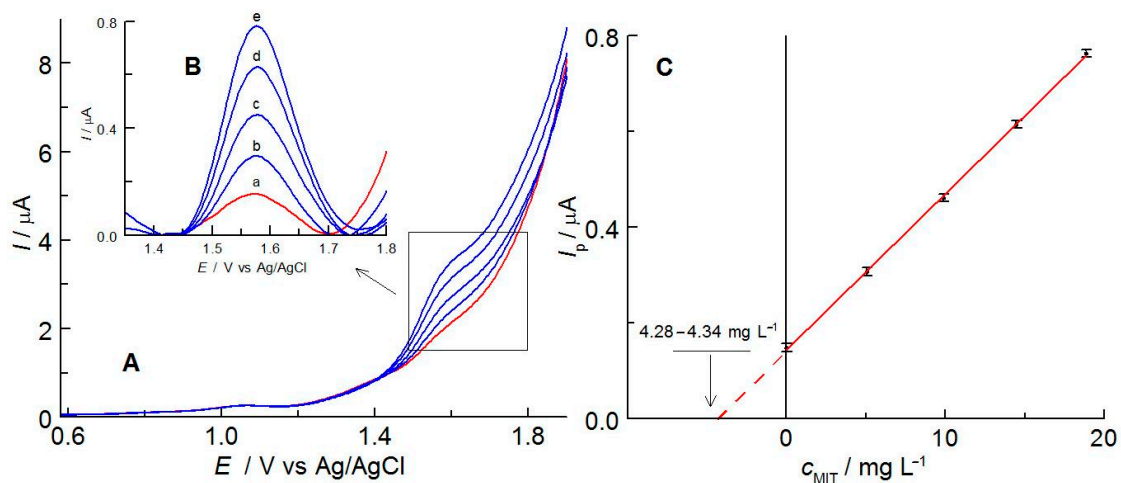 B
I / μA
0.8
0.4
0.0
e
d
c
b
a
1.4
1.5
1.6
1.7
1.8
E / V vs Ag/AgCl
A
I / μA
8
6
4
2
0
0.6
1.0
1.4
1.8
E / V vs Ag/AgCl
C
Ip / μA
0.8
0.4
0.0
4.28–4.34 mg L⁻¹
0
10
20
cMIT / mg L⁻¹